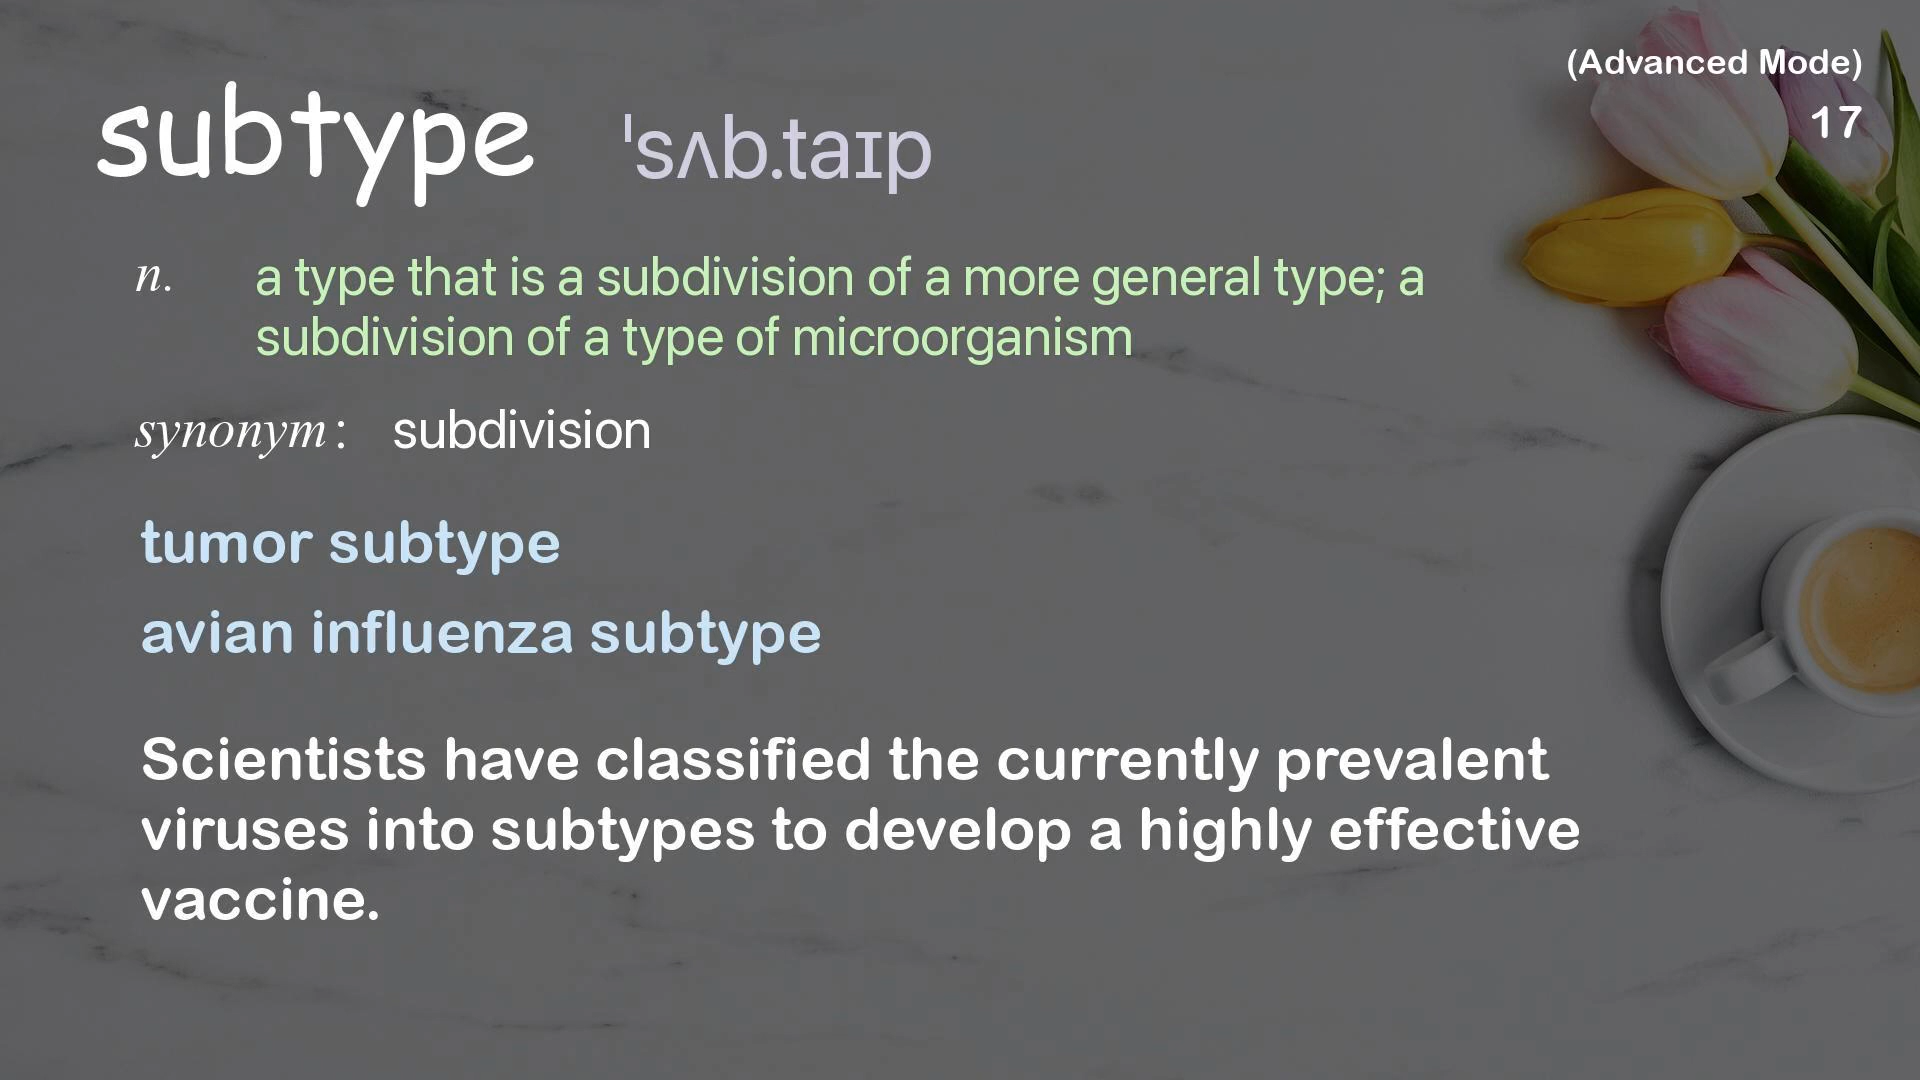 (Advanced Mode)
17
subtype ˈsʌb.taɪp
n. a type that is a subdivision of a more general type; a
subdivision of a type of microorganism
synonym: subdivision
tumor subtype
avian influenza subtype
Scientists have classified the currently prevalent
viruses into subtypes to develop a highly effective
vaccine.